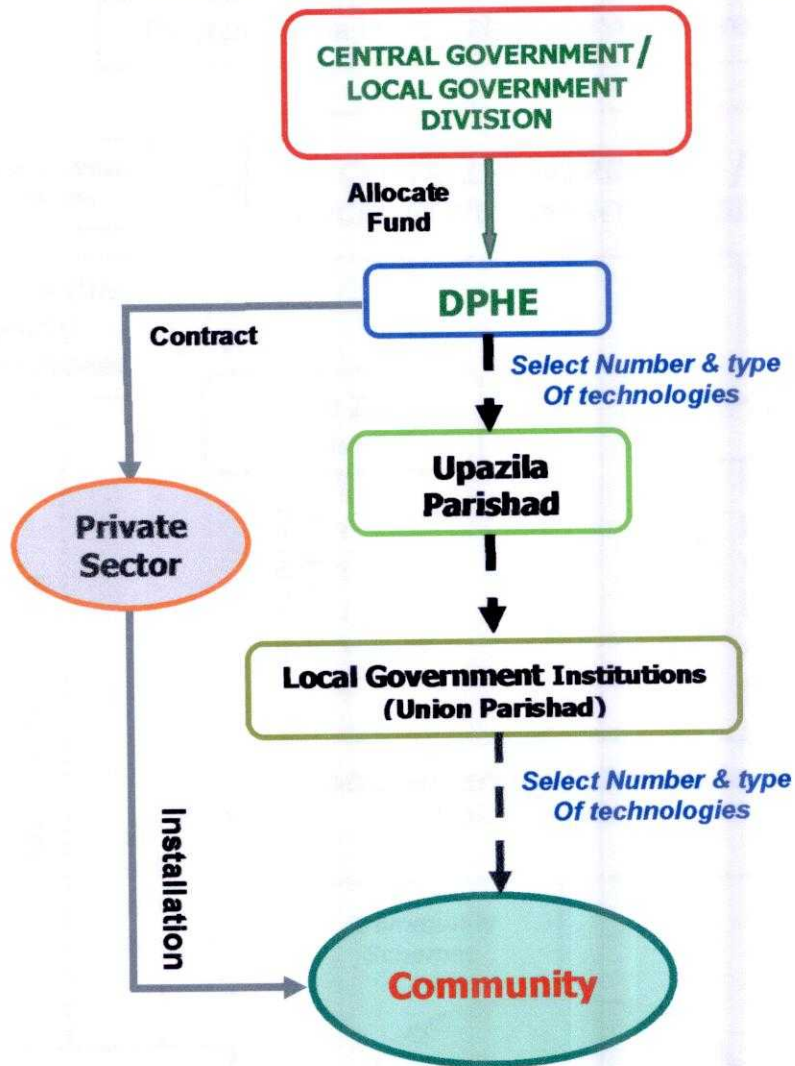 CENTRAL GOVERNMENT/
LOCAL GOVERNMENT
DIVISION
Allocate
Fund
DPHE
Contract
Select Number & type
Of technologies
Upazila
Parishad
Private
Sector
Local Government Institutions
(Union Parishad)
Select Number & type
Of technologies
Installation
Community